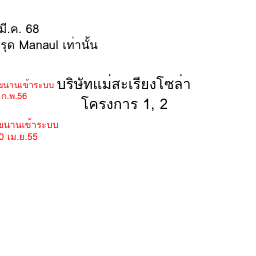 มี.ค. 68
รุด Manaul เท่านั้น
ขนานเข้าระบบ
ก.พ.56
บริษัทแม่สะเรียงโซล่า
โครงการ 1, 2
ขนานเข้าระบบ
0 เม.ย.55